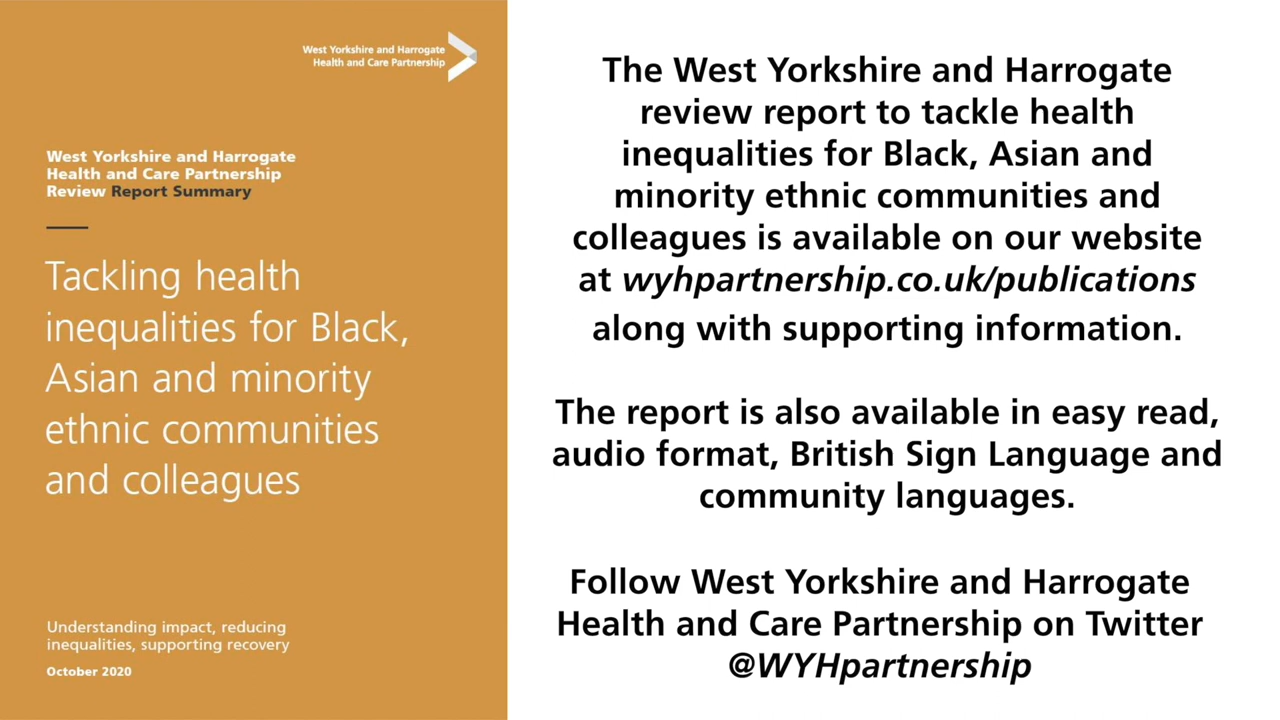 West Yorkshire and Harrogate
Health and Care Partnership
West Yorkshire and Harrogate
Health and Care Partnership
Review Report Summary
Tackling health
inequalities for Black,
Asian and minority
ethnic communities
and colleagues
Understanding impact, reducing
inequalities, supporting recovery
October 2020
The West Yorkshire and Harrogate
review report to tackle health
inequalities for Black, Asian and
minority ethnic communities and
colleagues is available on our website
at wyhpartnership.co.uk/publications
along with supporting information.
The report is also available in easy read,
audio format, British Sign Language and
community languages.
Follow West Yorkshire and Harrogate
Health and Care Partnership on Twitter
@WYHpartnership